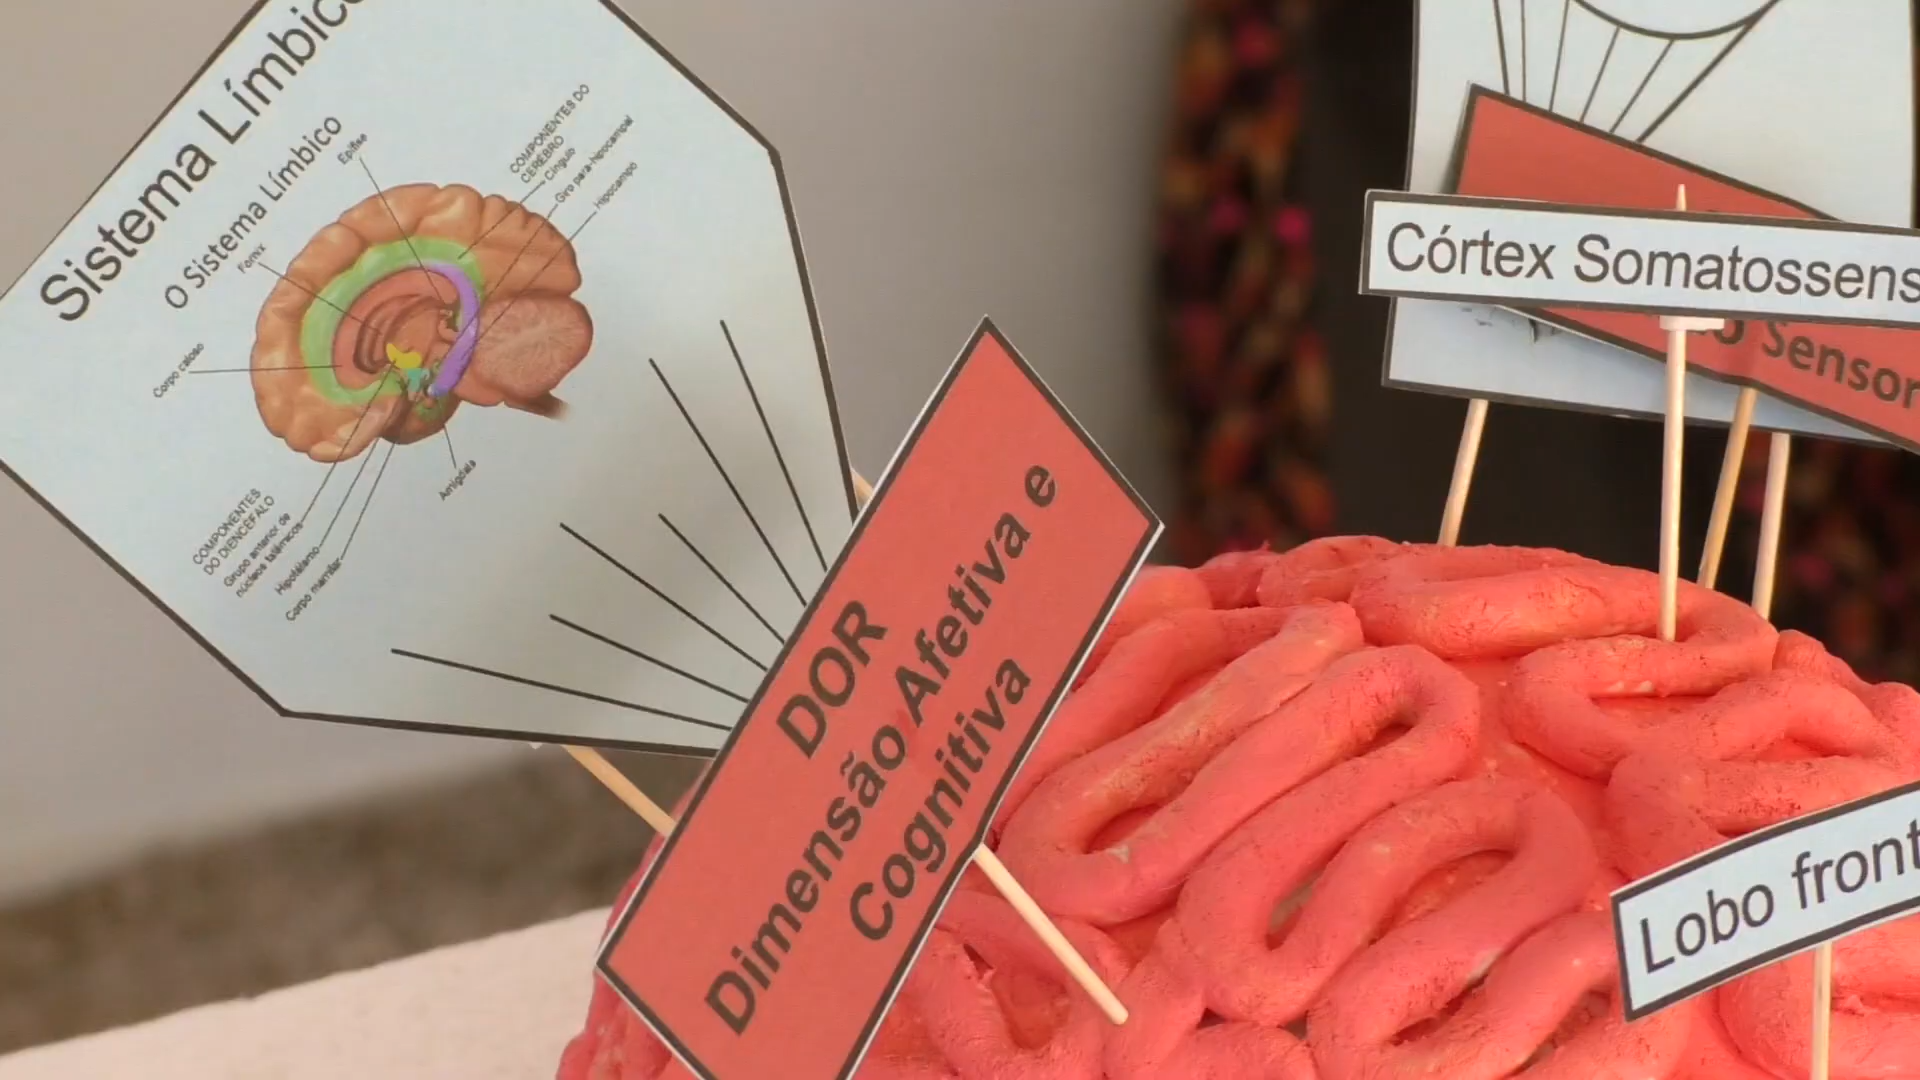 Sistema Límbico
O Sistema Límbico
Epífise
COMPONENTES DO
CEREBRO
Cíngulo
Giro para-hipocampal
Hipocampo
Fórnix
Corpo caloso
Amígdala
COMPONENTES
DO DIENCÉFALO
Grupo anterior de
núcleos talâmicos
Hipotálamo
Corpo mamilar
DOR
Dimensão Afetiva e
Cognitiva
Córtex Somatossens
Sensor
Lobo front